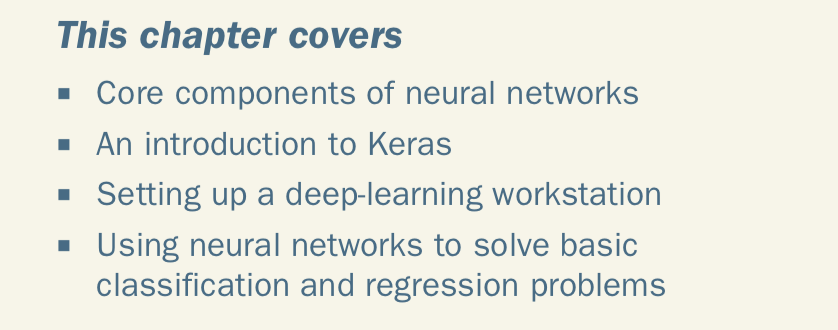 This chapter covers
■ Core components of neural networks
■ An introduction to Keras
■ Setting up a deep-learning workstation
■ Using neural networks to solve basic
classification and regression problems